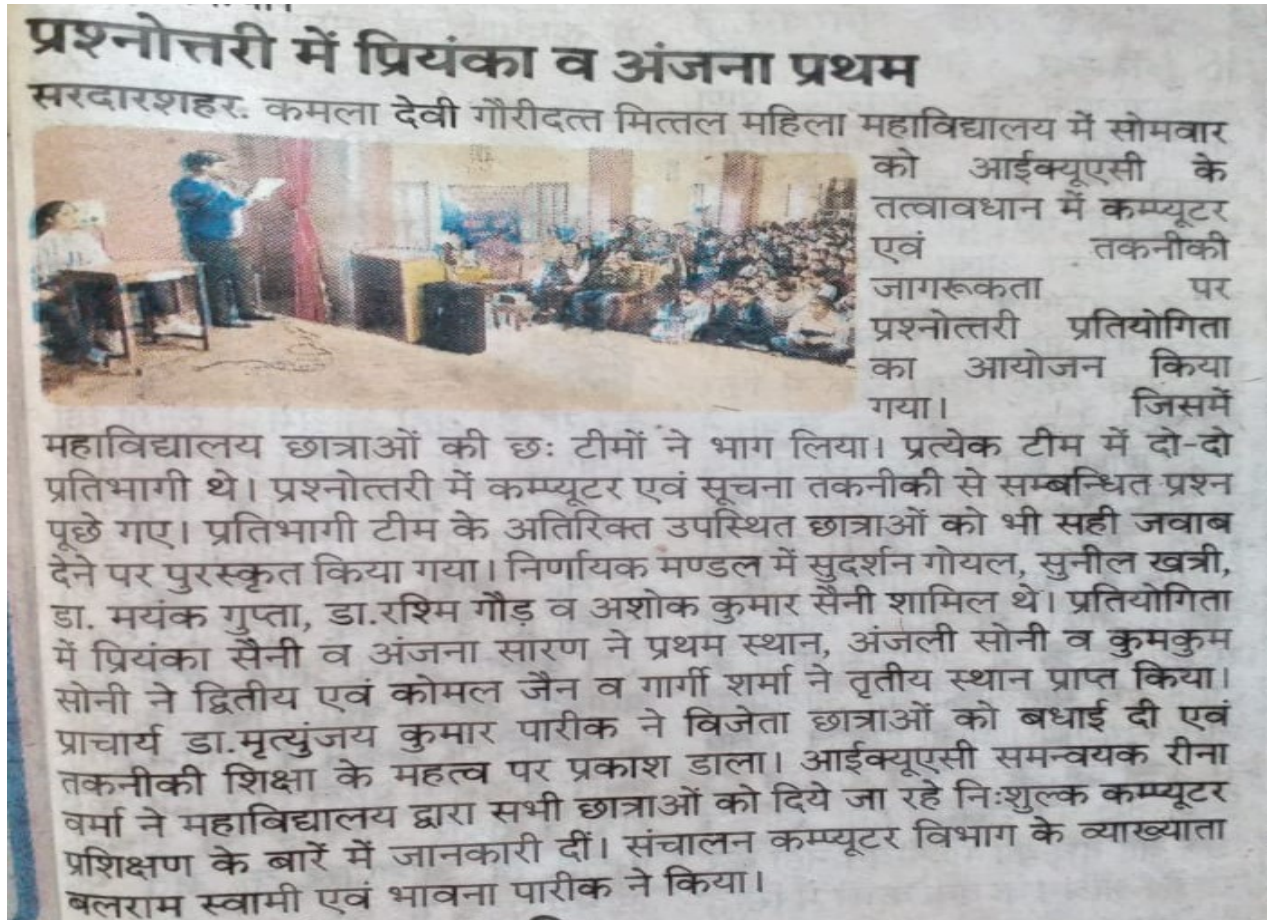 प्रश्नोत्तरी में प्रियंका व अंजना प्रथम
सरदारशहर. कमला देवी गौरीदत्त मित्तल महिला महाविद्यालय में सोमवार
को आईक्यूएसी के
तत्वावधान में कम्प्यूटर
एवं तकनीकी
जागरूकता पर
प्रश्नोत्तरी प्रतियोगिता
का आयोजन किया
गया। जिसमें
महाविद्यालय छात्राओं की छः टीमों ने भाग लिया। प्रत्येक टीम में दो-दो
प्रतिभागी थे। प्रश्नोत्तरी में कम्प्यूटर एवं सूचना तकनीकी से सम्बन्धित प्रश्न
पूछे गए। प्रतिभागी टीम के अतिरिक्त उपस्थित छात्राओं को भी सही जवाब
देने पर पुरस्कृत किया गया। निर्णायक मण्डल में सुदर्शन गोयल, सुनील खत्री,
डा. मयंक गुप्ता, डा.रश्मि गौड़ व अशोक कुमार सैनी शामिल थे। प्रतियोगिता
में प्रियंका सैनी व अंजना सारण ने प्रथम स्थान, अंजली सोनी व कुमकुम
सोनी ने द्वितीय एवं कोमल जैन व गार्गी शर्मा ने तृतीय स्थान प्राप्त किया।
प्राचार्य डा.मृत्युंजय कुमार पारीक ने विजेता छात्राओं को बधाई दी एवं
तकनीकी शिक्षा के महत्व पर प्रकाश डाला। आईक्यूएसी समन्वयक रीना
वर्मा ने महाविद्यालय द्वारा सभी छात्राओं को दिये जा रहे निःशुल्क कम्प्यूटर
प्रशिक्षण के बारें में जानकारी दीं। संचालन कम्प्यूटर विभाग के व्याख्याता
बलराम स्वामी एवं भावना पारीक ने किया।